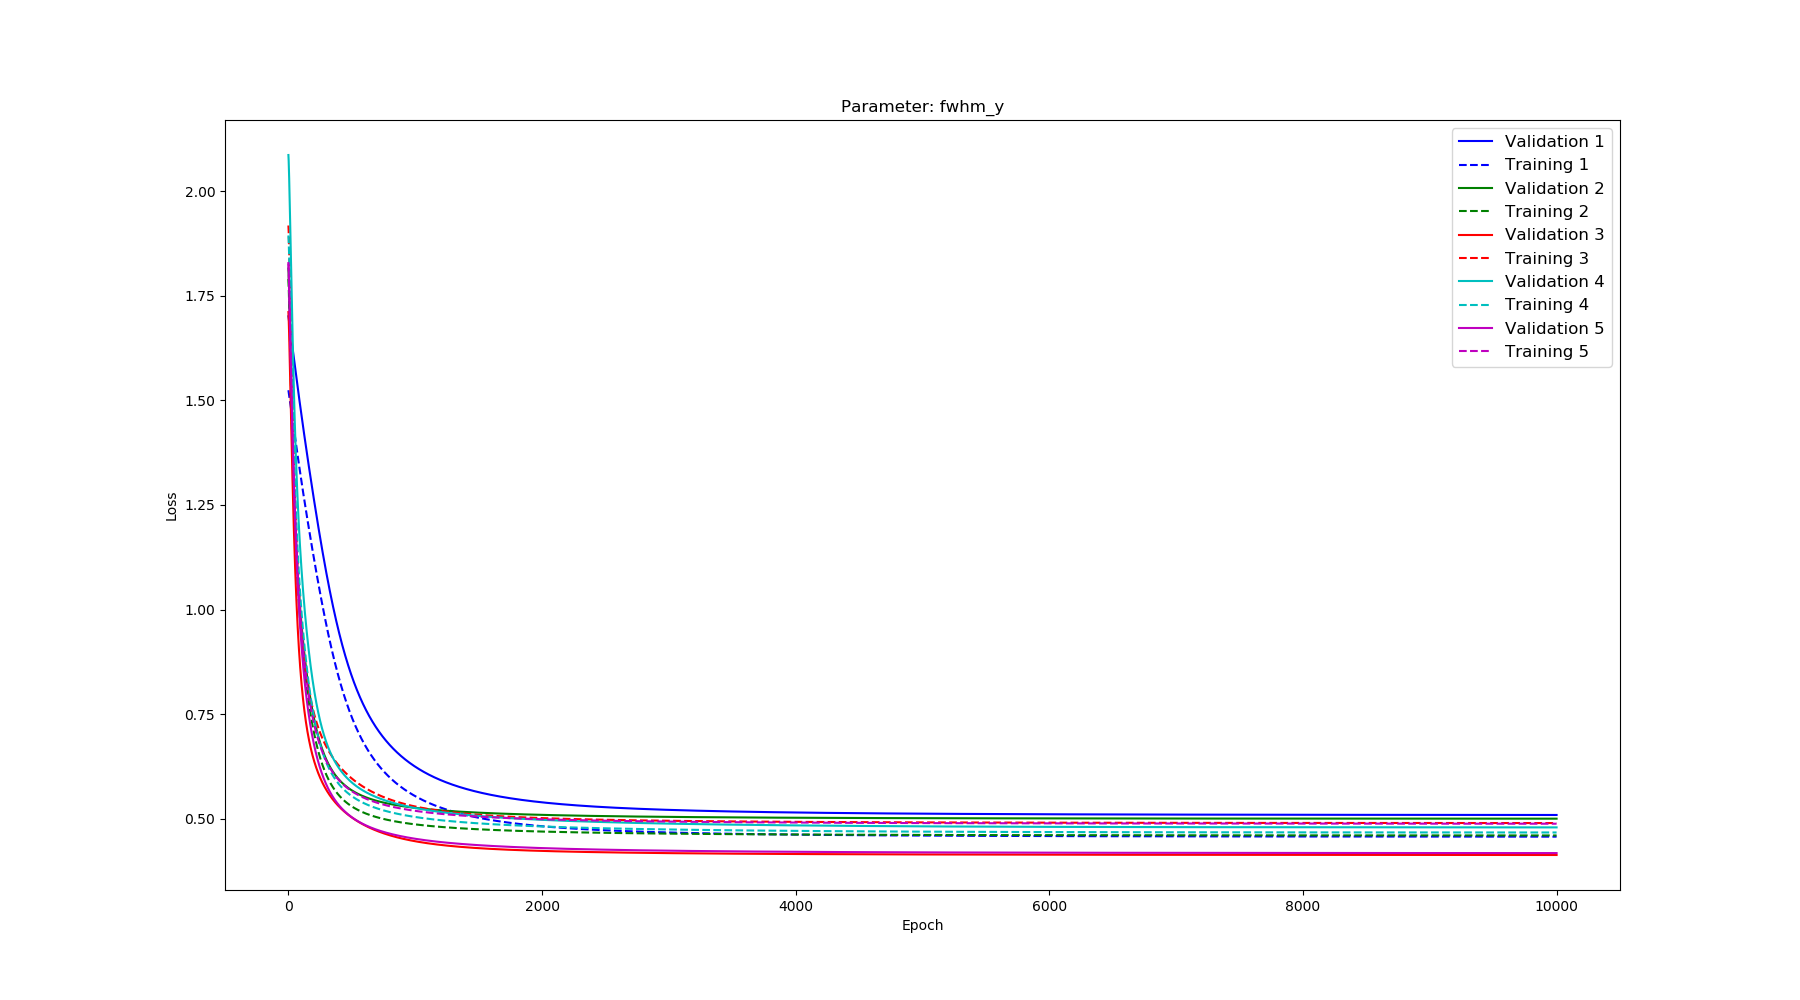 Parameter: fwhm_y
Validation 1
Training 1
Validation 2
Training 2
Validation 3
Training 3
Validation 4
Training 4
Validation 5
Training 5
2.00
1.75
1.50
1.25
1.00
0.75
0.50
Loss
0 2000 4000 6000 8000 10000
Epoch